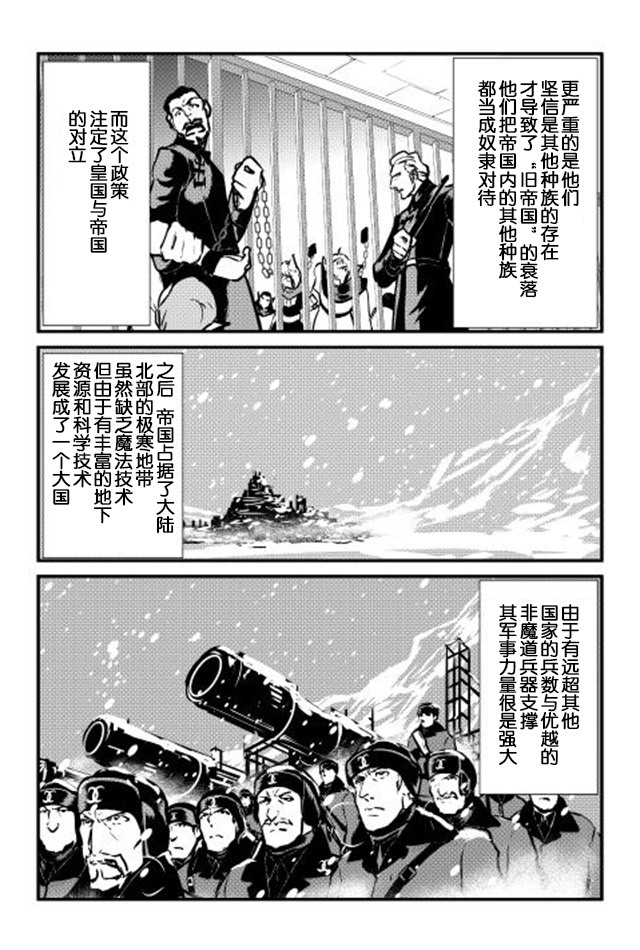 更严重的是他们
坚信是其他种族的存在
才导致了“旧帝国”的衰落
他们把帝国内的其他种族
都当成奴隶对待
而这个政策
注定了皇国与帝国
的对立
之后 帝国占据了大陆
北部的极寒地带
虽然缺乏魔法技术
但由于有丰富的地下
资源和科学技术
发展成了一个大国
由于有远超其他
国家的兵数与优越的
非魔道兵器支撑
其军事力量很是强大